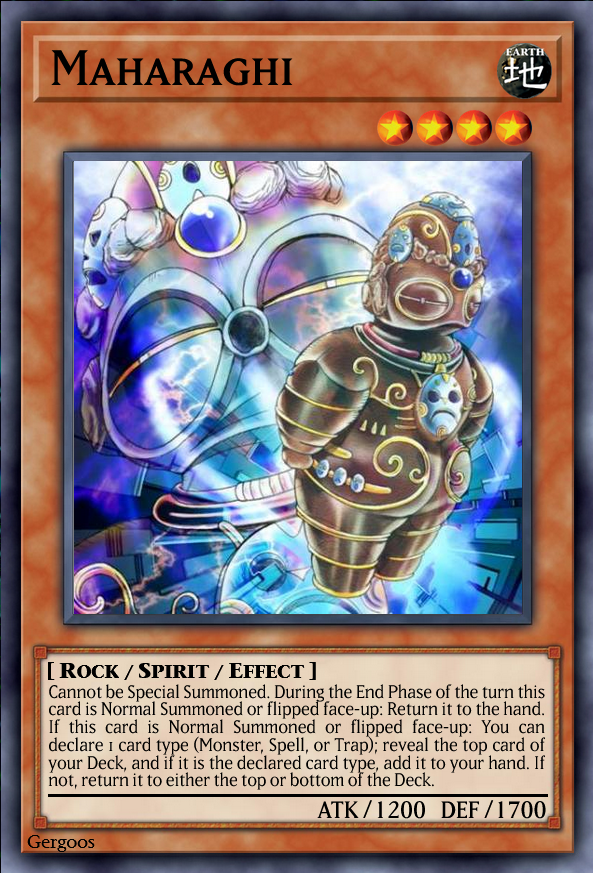 MAHARAGHI
EARTH
地
[ ROCK / SPIRIT / EFFECT ]
Cannot be Special Summoned. During the End Phase of the turn this
card is Normal Summoned or flipped face-up: Return it to the hand.
If this card is Normal Summoned or flipped face-up: You can
declare 1 card type (Monster, Spell, or Trap); reveal the top card of
your Deck, and if it is the declared card type, add it to your hand. If
not, return it to either the top or bottom of the Deck.
ATK/1200 DEF/1700
Gergoos